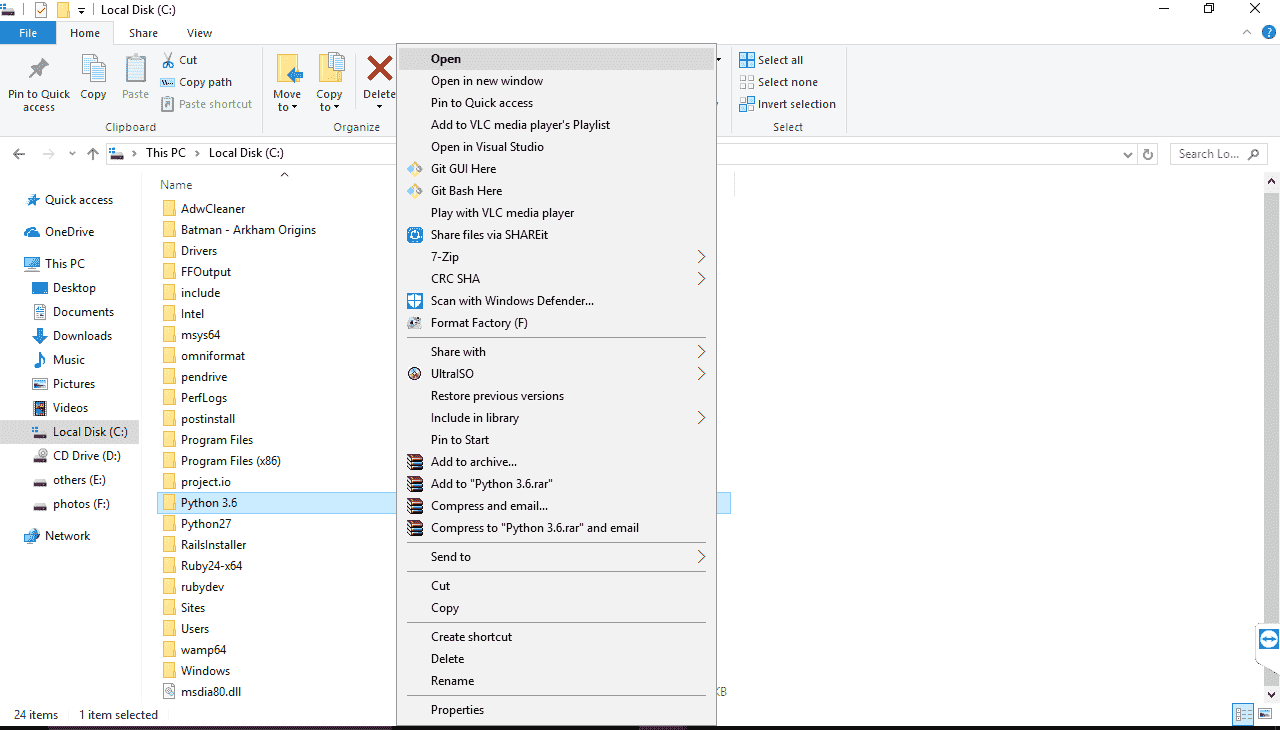 Local Disk (C:)
File Home Share View
Pin to Quick access
Copy
Paste
Cut
Copy path
Paste shortcut
Clipboard
Move to
Copy to
Delete
Organize
Select all
Select none
Invert selection
Select
This PC Local Disk (C:)
Search Lo...
Quick access
OneDrive
This PC
Desktop
Documents
Downloads
Music
Pictures
Videos
Local Disk (C:)
CD Drive (D:)
others (E:)
photos (F:)
Network
Name
AdwCleaner
Batman - Arkham Origins
Drivers
FFOutput
include
Intel
msys64
omniformat
pendrive
PerfLogs
postinstall
Program Files
Program Files (x86)
project.io
Python 3.6
Python27
RailsInstaller
Ruby24-x64
rubydev
Sites
Users
wamp64
Windows
msdia80.dll
KB
Open
Open in new window
Pin to Quick access
Add to VLC media player's Playlist
Open in Visual Studio
Git GUI Here
Git Bash Here
Play with VLC media player
Share files via SHAREit
7-Zip
CRC SHA
Scan with Windows Defender...
Format Factory (F)
Share with
UltraISO
Restore previous versions
Include in library
Pin to Start
Add to archive...
Add to "Python 3.6.rar"
Compress and email...
Compress to "Python 3.6.rar" and email
Send to
Cut
Copy
Create shortcut
Delete
Rename
Properties
24 items 1 item selected